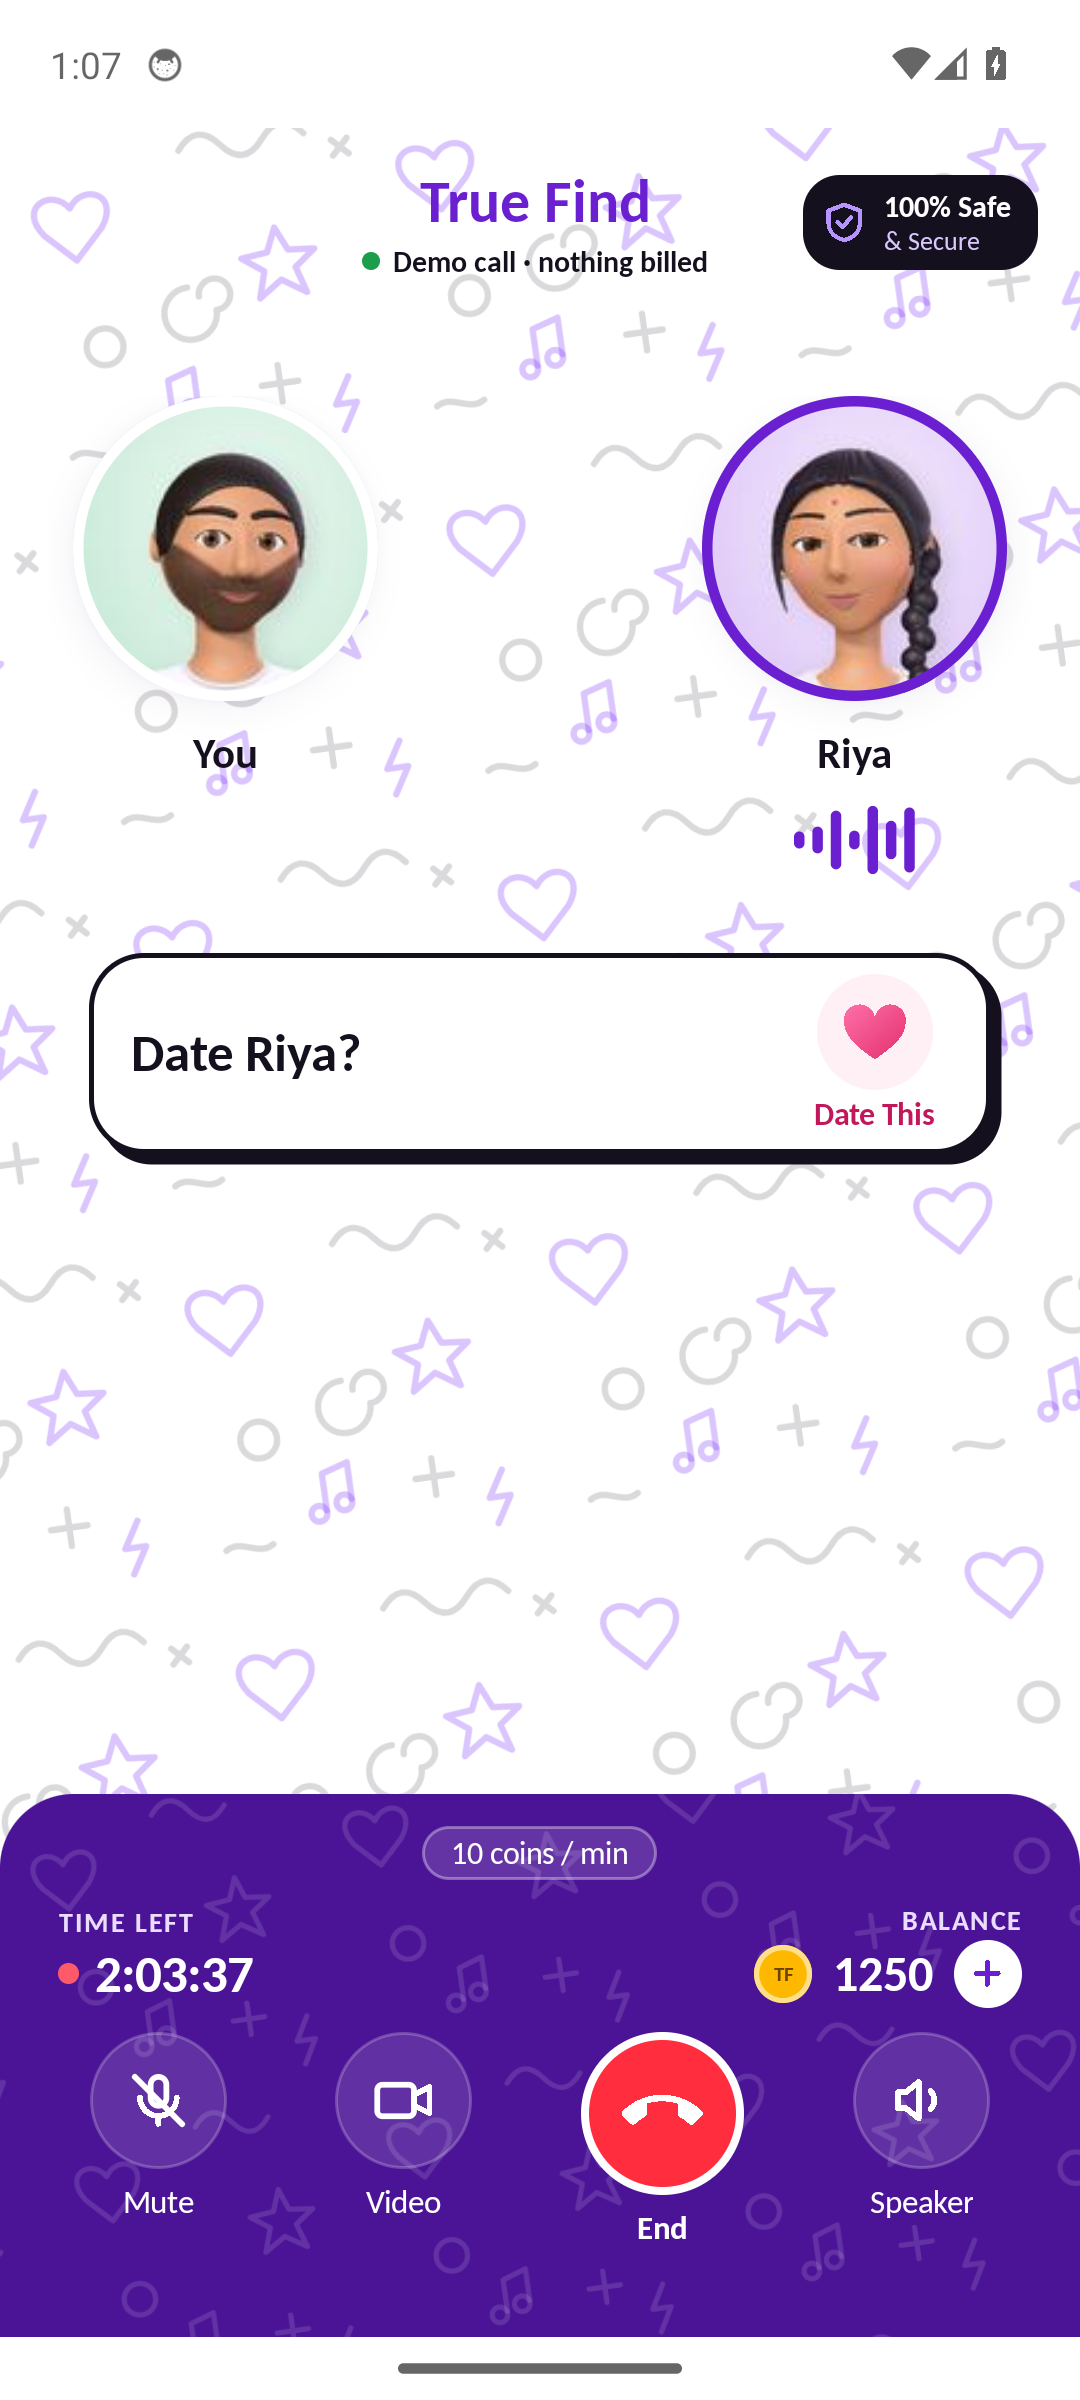 1:07
True Find
Demo call · nothing billed
100% Safe
& Secure
You
Riya
Date Riya?
Date This
10 coins / min
TIME LEFT
2:03:37
BALANCE
TF
1250
Mute
Video
End
Speaker